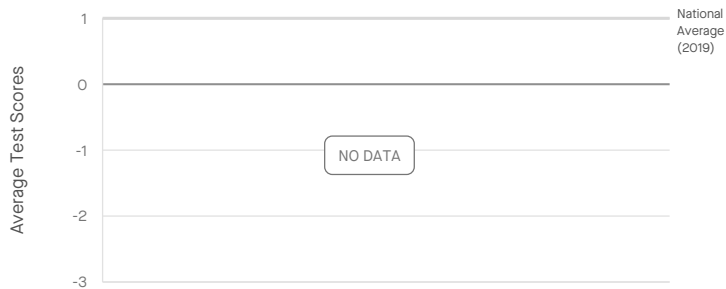 1
National
Average
(2019)
0
Average Test Scores
-1
NO DATA
-2
-3